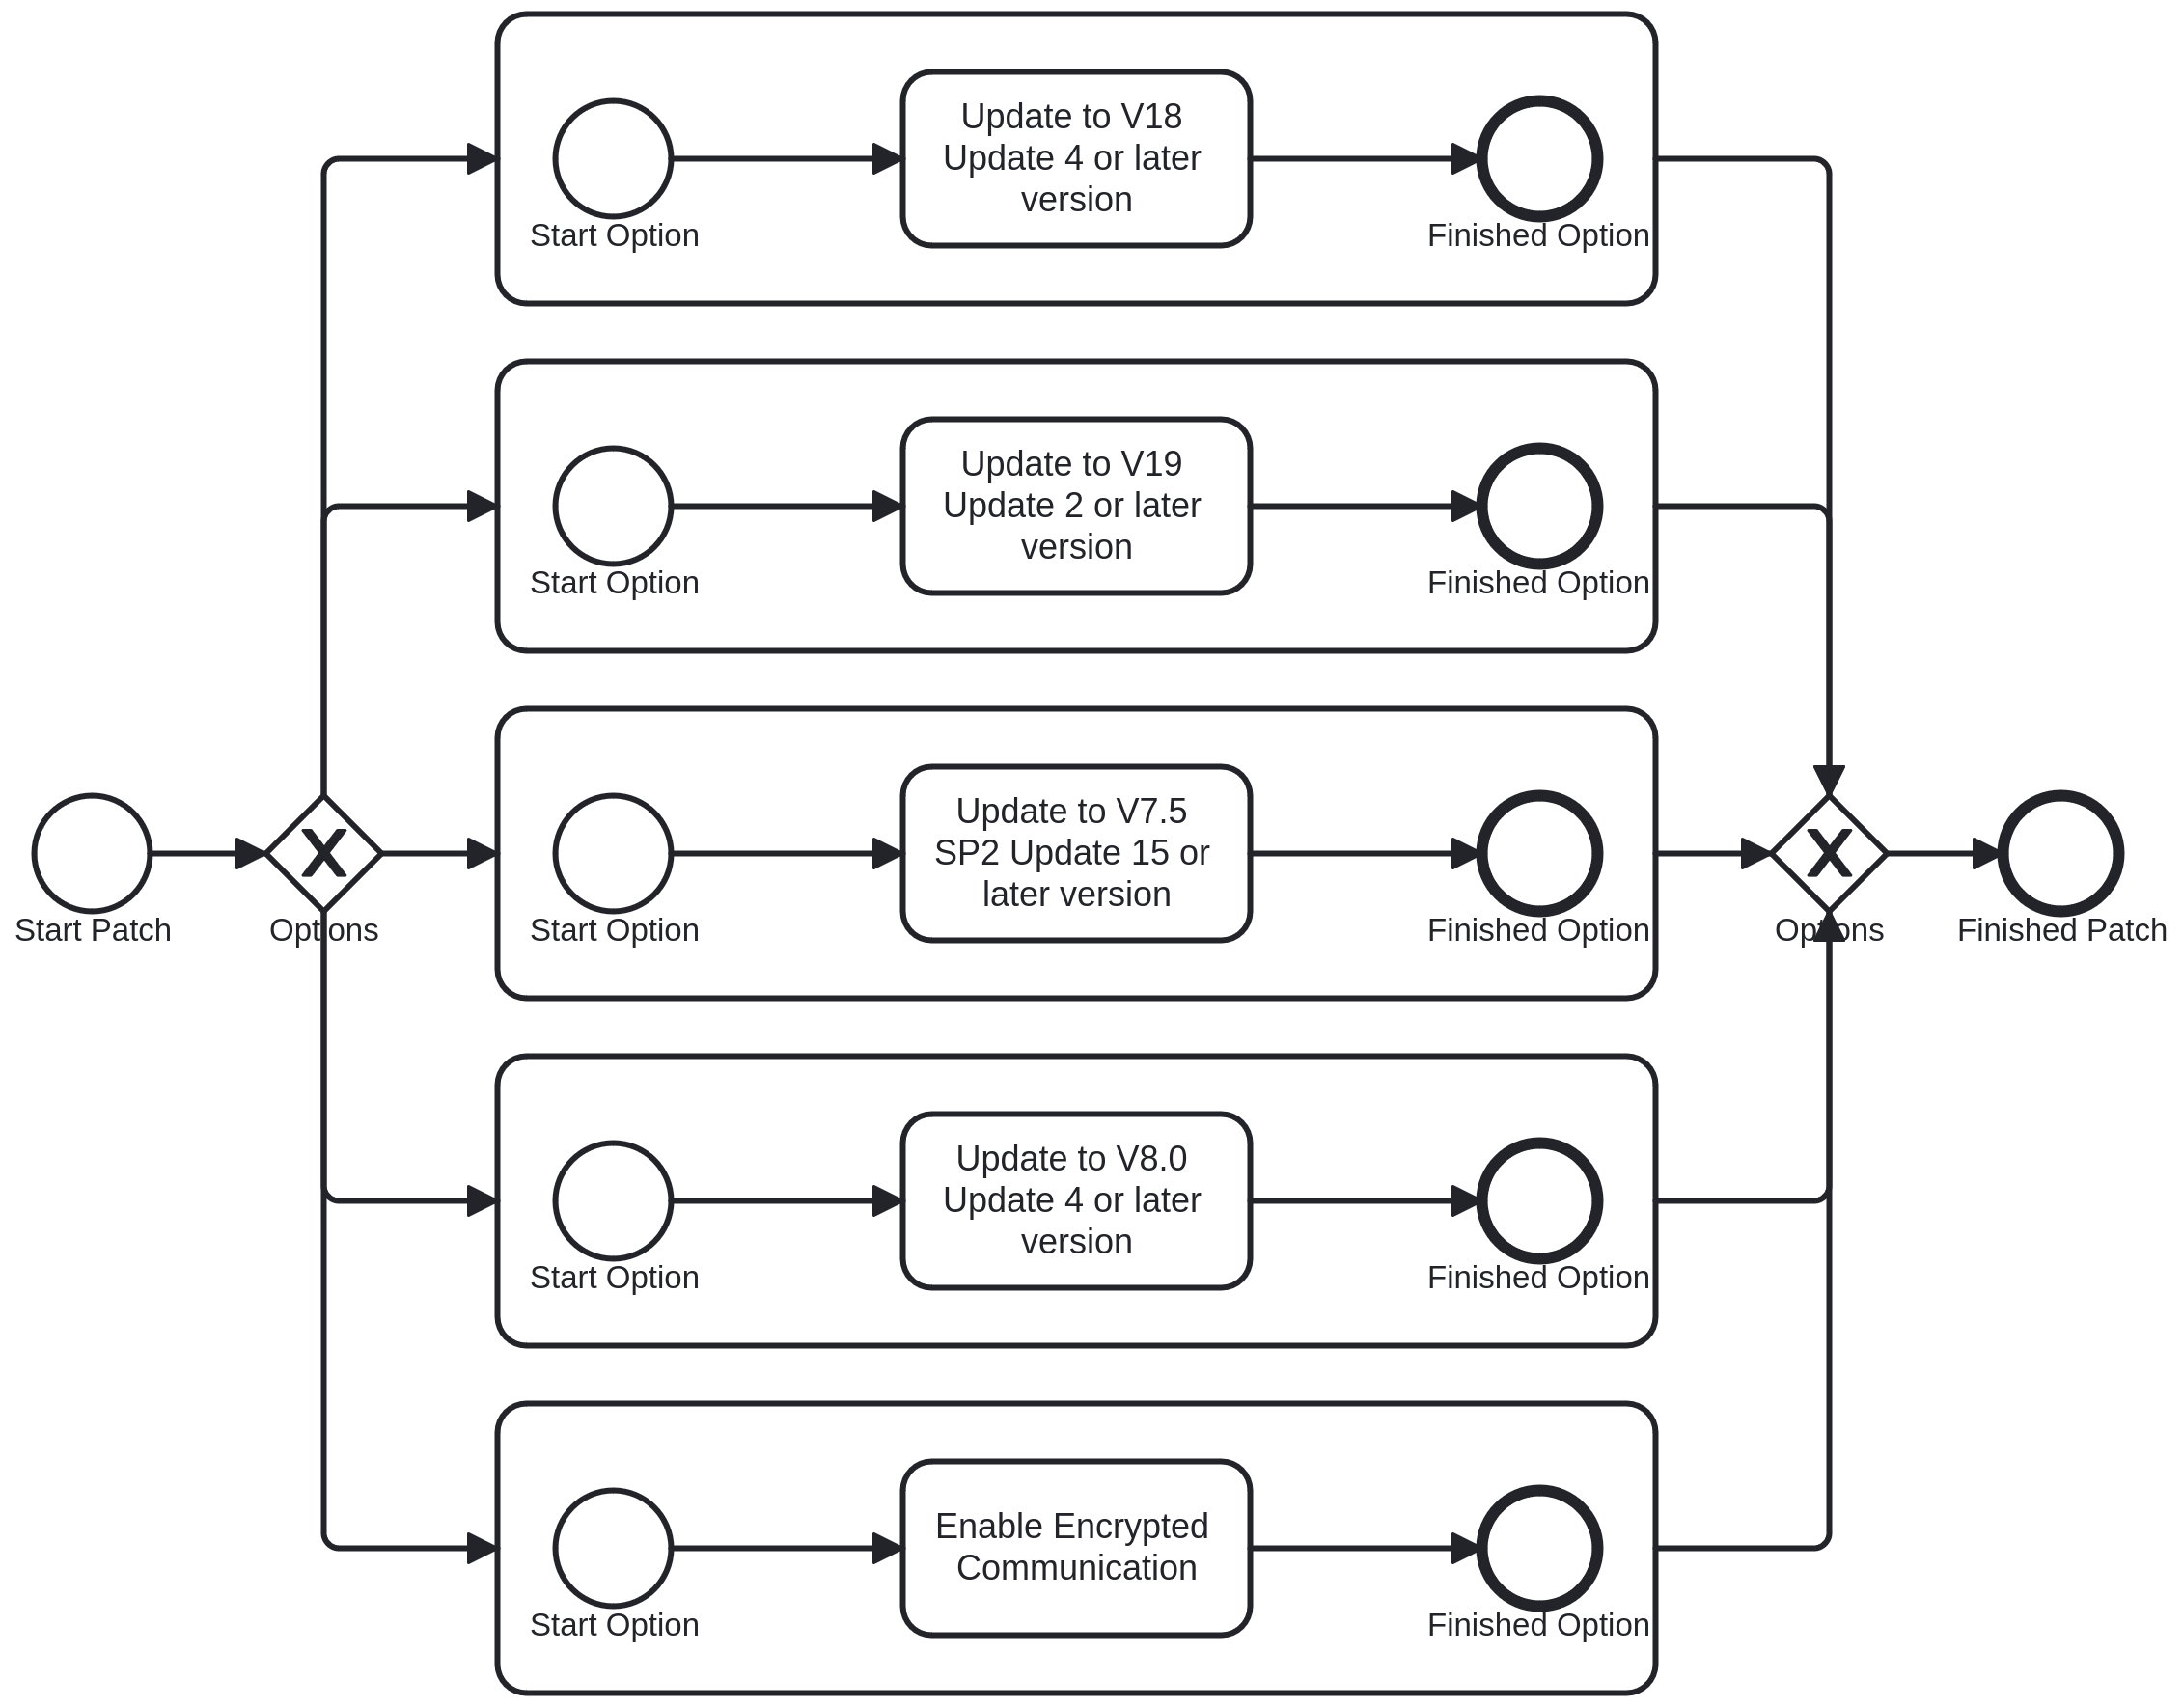 Update to V18
Update 4 or later
version
Start Option
Finished Option
Update to V19
Update 2 or later
version
Start Option
Finished Option
Start Patch
X
Options
Update to V7.5
SP2 Update 15 or
later version
Start Option
Finished Option
X
Options
Finished Patch
Update to V8.0
Update 4 or later
version
Start Option
Finished Option
Enable Encrypted
Communication
Start Option
Finished Option